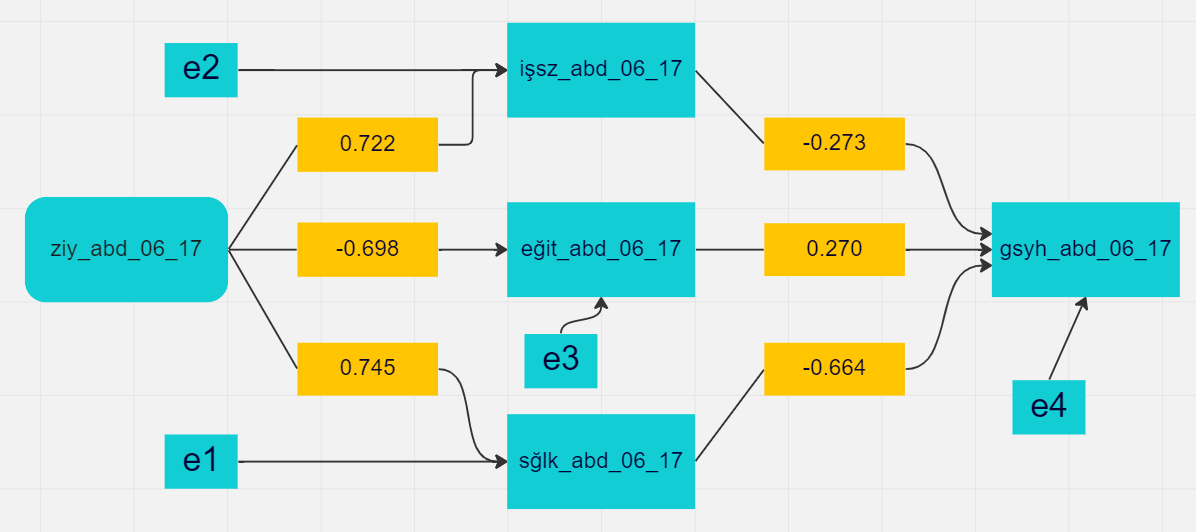 e2
işsz_abd_06_17
0.722
-0.273
ziy_abd_06_17
-0.698
eğit_abd_06_17
0.270
gsyh_abd_06_17
e3
0.745
-0.664
e4
e1
sğlk_abd_06_17